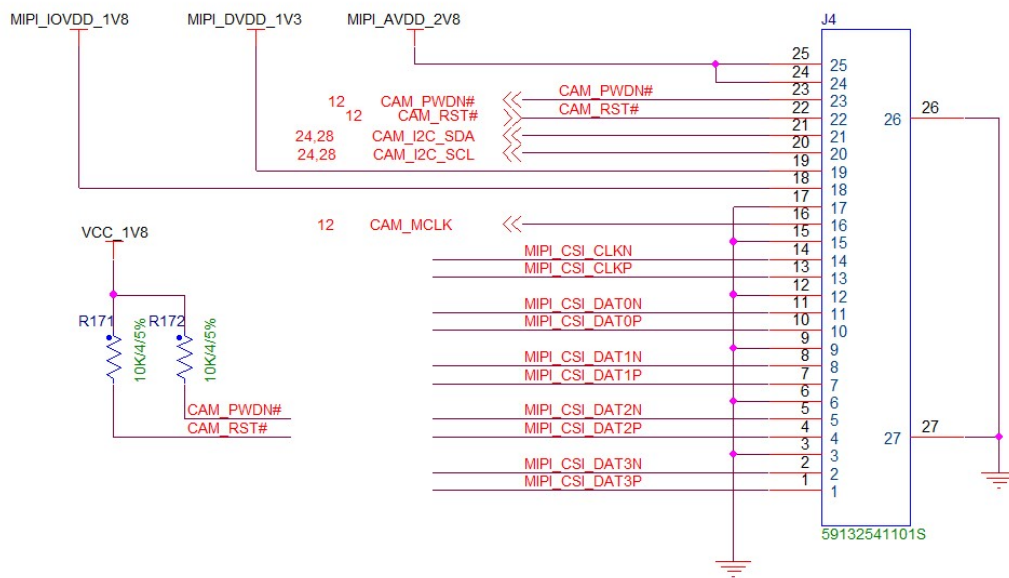 MIPI_IOVDD_1V8 MIPI_DVDD_1V3 MIPI_AVDD_2V8 J4
25 25
24 24
12 CAM_PWDN# CAM_PWDN# 23 23
12 CAM_RST# CAM_RST# 22 22 26 26
24,28 CAM_I2C_SDA 21 21
24,28 CAM_I2C_SCL 20 20
19 19
18 18
17 17
12 CAM_MCLK 16 16
VCC_1V8 15 15
MIPI_CSI_CLKN 14 14
MIPI_CSI_CLKP 13 13
12 12
MIPI_CSI_DAT0N 11 11
R171 R172 MIPI_CSI_DAT0P 10 10
10K/4/5% 10K/4/5% 9 9
MIPI_CSI_DAT1N 8 8
MIPI_CSI_DAT1P 7 7
6 6
CAM_PWDN# MIPI_CSI_DAT2N 5 5
CAM_RST# MIPI_CSI_DAT2P 4 4 27 27
3 3
MIPI_CSI_DAT3N 2 2
MIPI_CSI_DAT3P 1 1
59132541101S